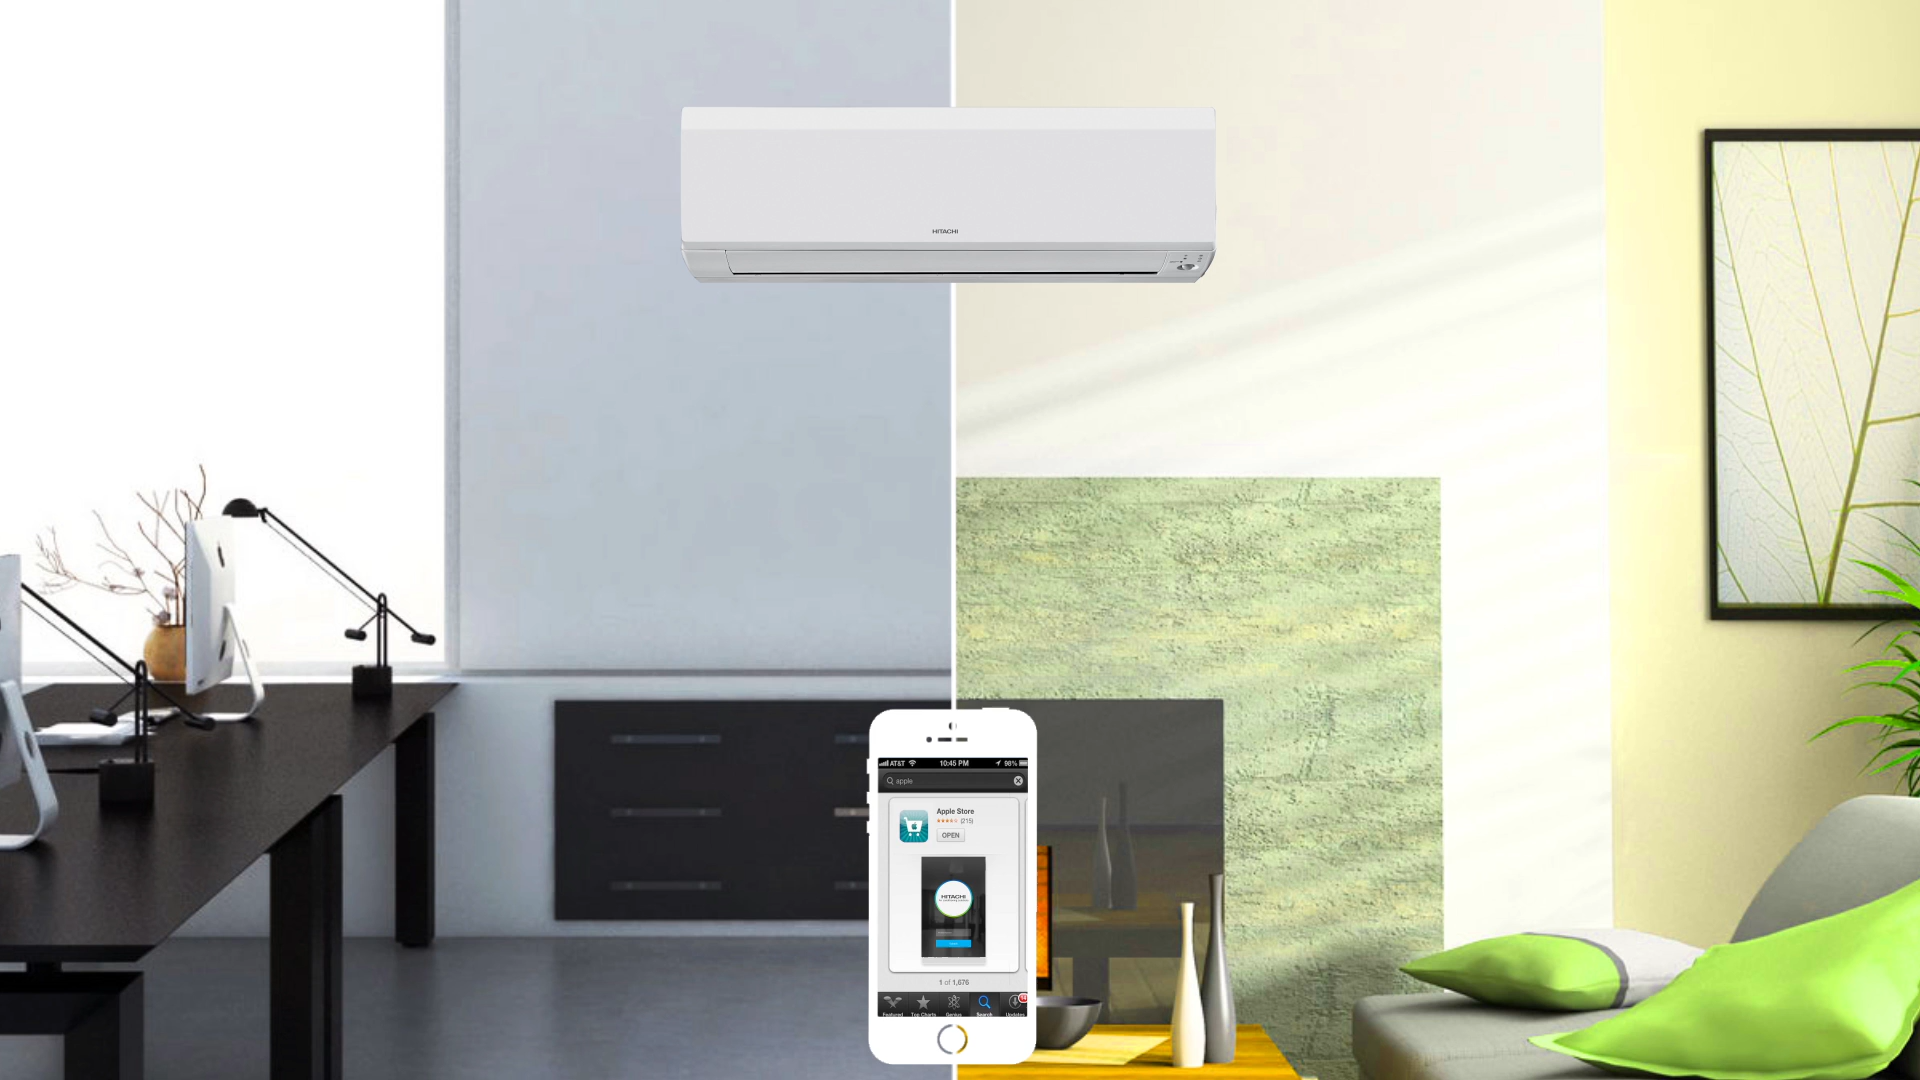 HITACHI
AT&T 10:45 PM 98%
apple
Apple Store
(215)
OPEN
HITACHI
1 of 1,676
Featured Top Charts Genius Search Updates